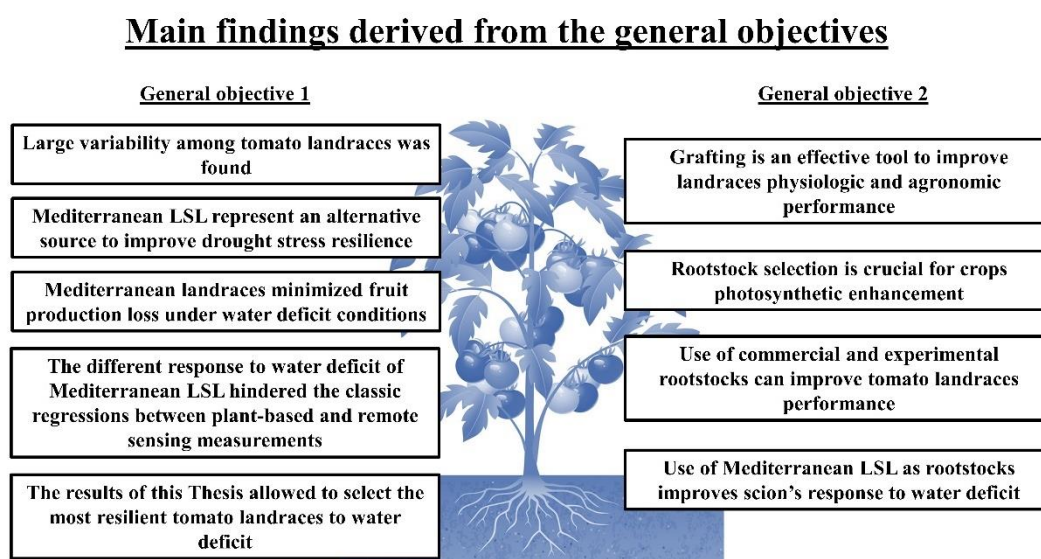 Main findings derived from the general objectives
General objective 1
Large variability among tomato landraces was
found
Mediterranean LSL represent an alternative
source to improve drought stress resilience
Mediterranean landraces minimized fruit
production loss under water deficit conditions
The different response to water deficit of
Mediterranean LSL hindered the classic
regressions between plant-based and remote
sensing measurements
The results of this Thesis allowed to select the
most resilient tomato landraces to water
deficit
General objective 2
Grafting is an effective tool to improve
landraces physiologic and agronomic
performance
Rootstock selection is crucial for crops
photosynthetic enhancement
Use of commercial and experimental
rootstocks can improve tomato landraces
performance
Use of Mediterranean LSL as rootstocks
improves scion’s response to water deficit